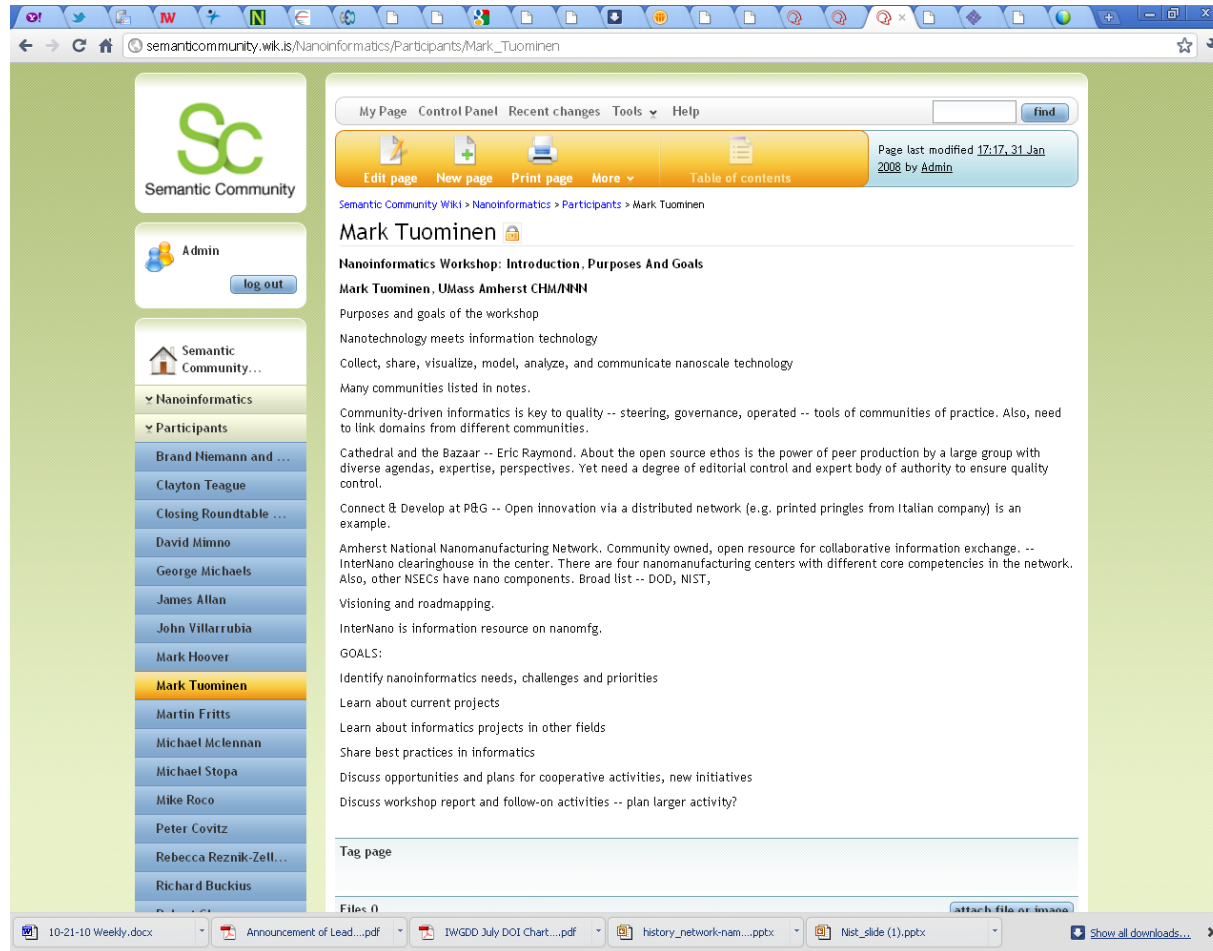 semanticommunity.wik.is/Nanoinformatics/Participants/Mark_Tuominen
Sc
Semantic Community
My Page Control Panel Recent changes Tools Help
find
Edit page New page Print page More Table of contents
Page last modified 17:17, 31 Jan
2008 by Admin
Semantic Community Wiki > Nanoinformatics > Participants > Mark Tuominen
Admin
log out
Semantic
Community...
Nanoinformatics
Participants
Brand Niemann and ...
Clayton Teague
Closing Roundtable ...
David Mimno
George Michaels
James Allan
John Villarrubia
Mark Hoover
Mark Tuominen
Martin Fritts
Michael Mclennan
Michael Stopa
Mike Roco
Peter Covitz
Rebecca Reznik-Zell...
Richard Buckius
Mark Tuominen
Nanoinformatics Workshop: Introduction, Purposes And Goals
Mark Tuominen, UMass Amherst CHM/NNN
Purposes and goals of the workshop
Nanotechnology meets information technology
Collect, share, visualize, model, analyze, and communicate nanoscale technology
Many communities listed in notes.
Community-driven informatics is key to quality -- steering, governance, operated -- tools of communities of practice. Also, need
to link domains from different communities.
Cathedral and the Bazaar -- Eric Raymond. About the open source ethos is the power of peer production by a large group with
diverse agendas, expertise, perspectives. Yet need a degree of editorial control and expert body of authority to ensure quality
control.
Connect & Develop at P&G -- Open innovation via a distributed network (e.g. printed pringles from Italian company) is an
example.
Amherst National Nanomanufacturing Network. Community owned, open resource for collaborative information exchange. --
InterNano clearinghouse in the center. There are four nanomanufacturing centers with different core competencies in the network.
Also, other NSECs have nano components. Broad list -- DOD, NIST,
Visioning and roadmapping.
InterNano is information resource on nanomfg.
GOALS:
Identify nanoinformatics needs, challenges and priorities
Learn about current projects
Learn about informatics projects in other fields
Share best practices in informatics
Discuss opportunities and plans for cooperative activities, new initiatives
Discuss workshop report and follow-on activities -- plan larger activity?
Tag page
Files 0
attach file or image
10-21-10 Weekly.docx
Announcement of Lead....pdf
IWGDD July DOI Chart....pdf
history_network-nam....pptx
Nist_slide (1).pptx
Show all downloads...